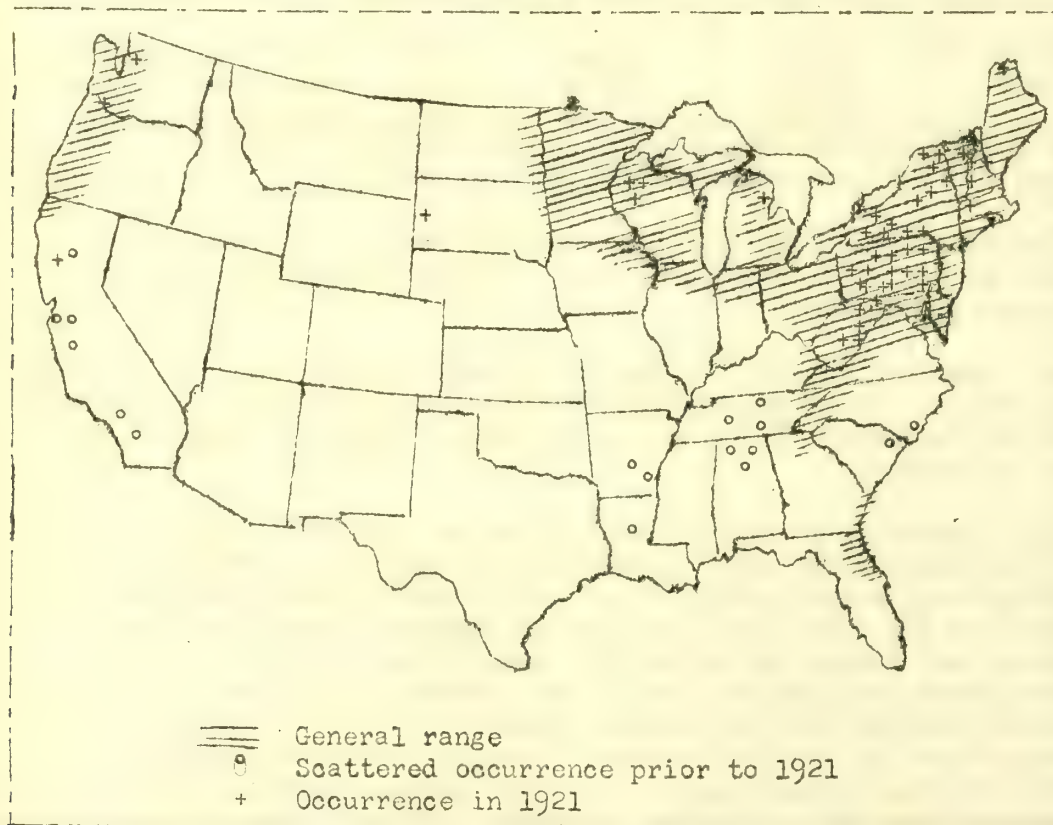 General range
Scattered occurrence prior to 1921
+ Occurrence in 1921